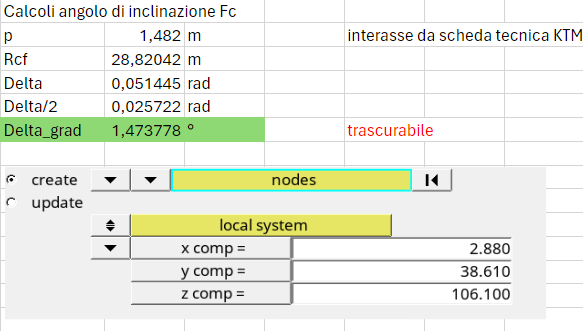 Calcoli angolo di inclinazione Fc
p 1,482 m interasse da scheda tecnica KTM
Rcf 28,82042 m
Delta 0,051445 rad
Delta/2 0,025722 rad
Delta_grad 1,473778 ° trascurabile
create nodes
update
local system
x comp = 2.880
y comp = 38.610
z comp = 106.100